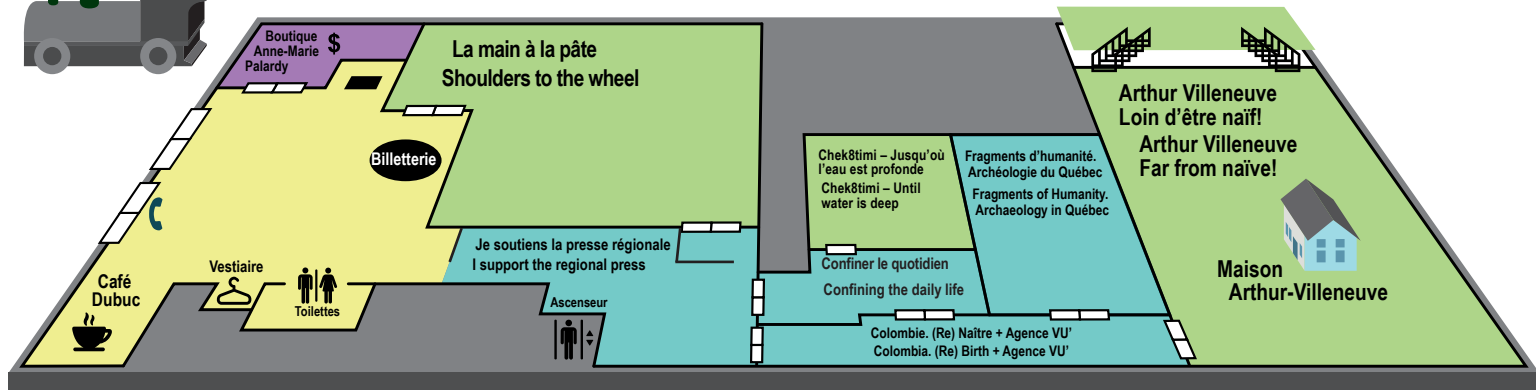 Boutique
Anne-Marie
Palardy
$
La main à la pâte
Shoulders to the wheel
Billetterie
Café
Dubuc
Vestiaire
Toilettes
Je soutiens la presse régionale
I support the regional press
Ascenseur
Chek8timi – Jusqu'où
l'eau est profonde
Chek8timi – Until
water is deep
Fragments d'humanité.
Archéologie du Québec
Fragments of Humanity.
Archaeology in Québec
Confiner le quotidien
Confining the daily life
Colombie. (Re) Naître + Agence VU'
Colombia. (Re) Birth + Agence VU'
Arthur Villeneuve
Loin d'être naïf!
Arthur Villeneuve
Far from naïve!
Maison
Arthur-Villeneuve